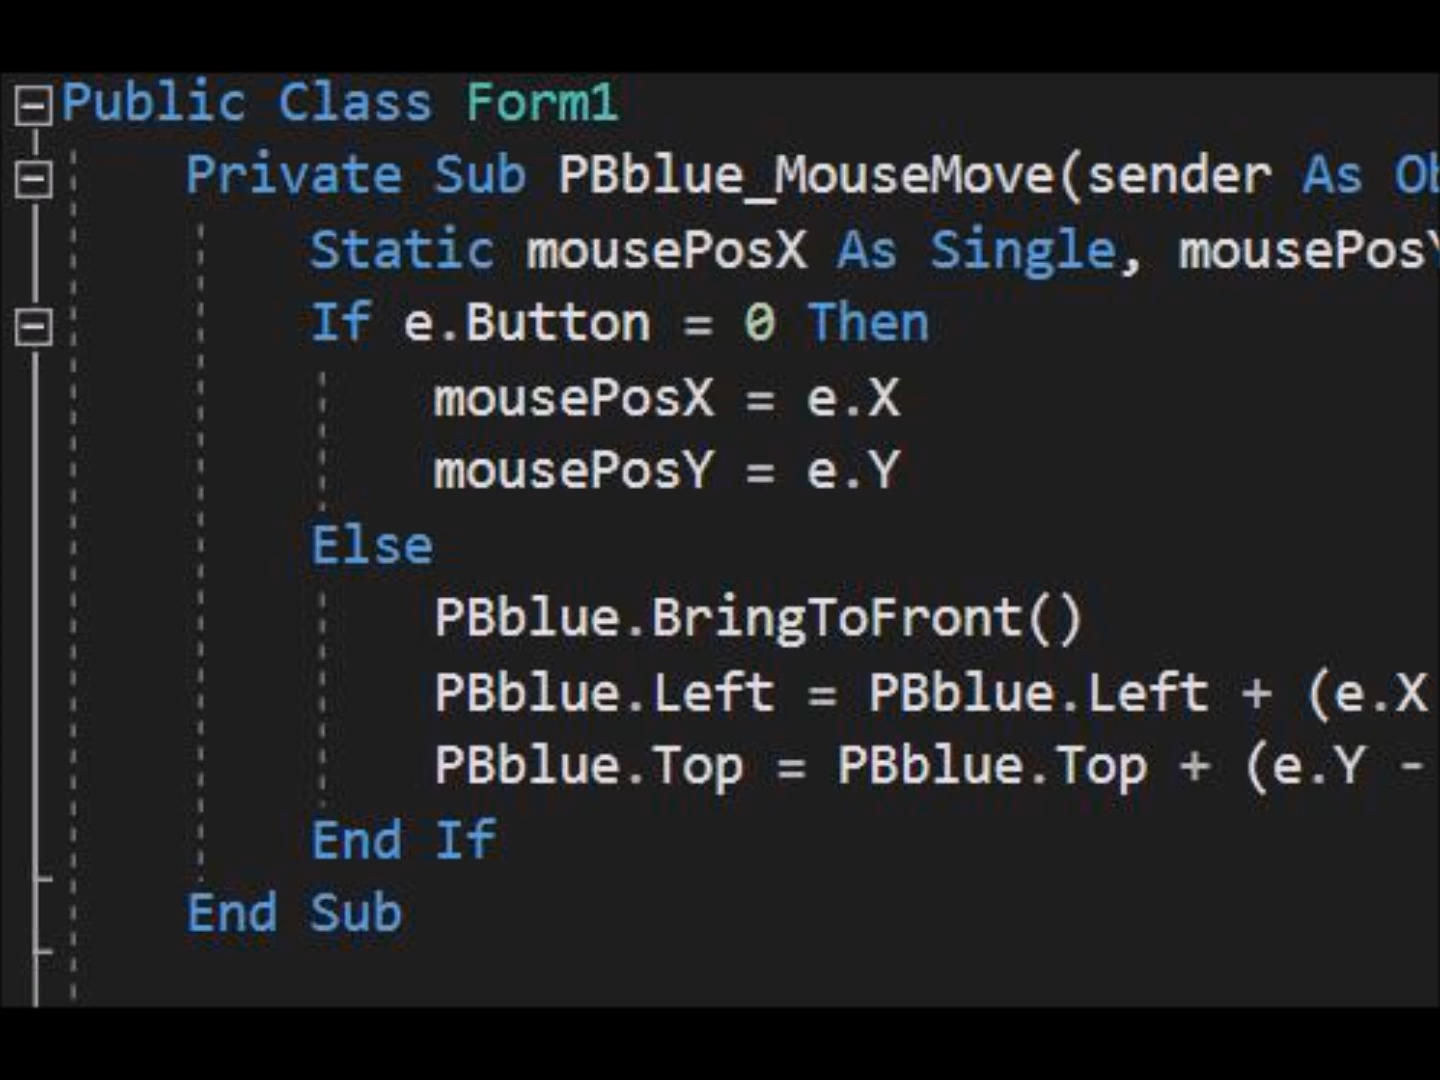 Public Class Form1
Private Sub PBblue_MouseMove(sender As Ob
Static mousePosX As Single, mousePosY
If e.Button = 0 Then
mousePosX = e.X
mousePosY = e.Y
Else
PBblue.BringToFront()
PBblue.Left = PBblue.Left + (e.X
PBblue.Top = PBblue.Top + (e.Y -
End If
End Sub